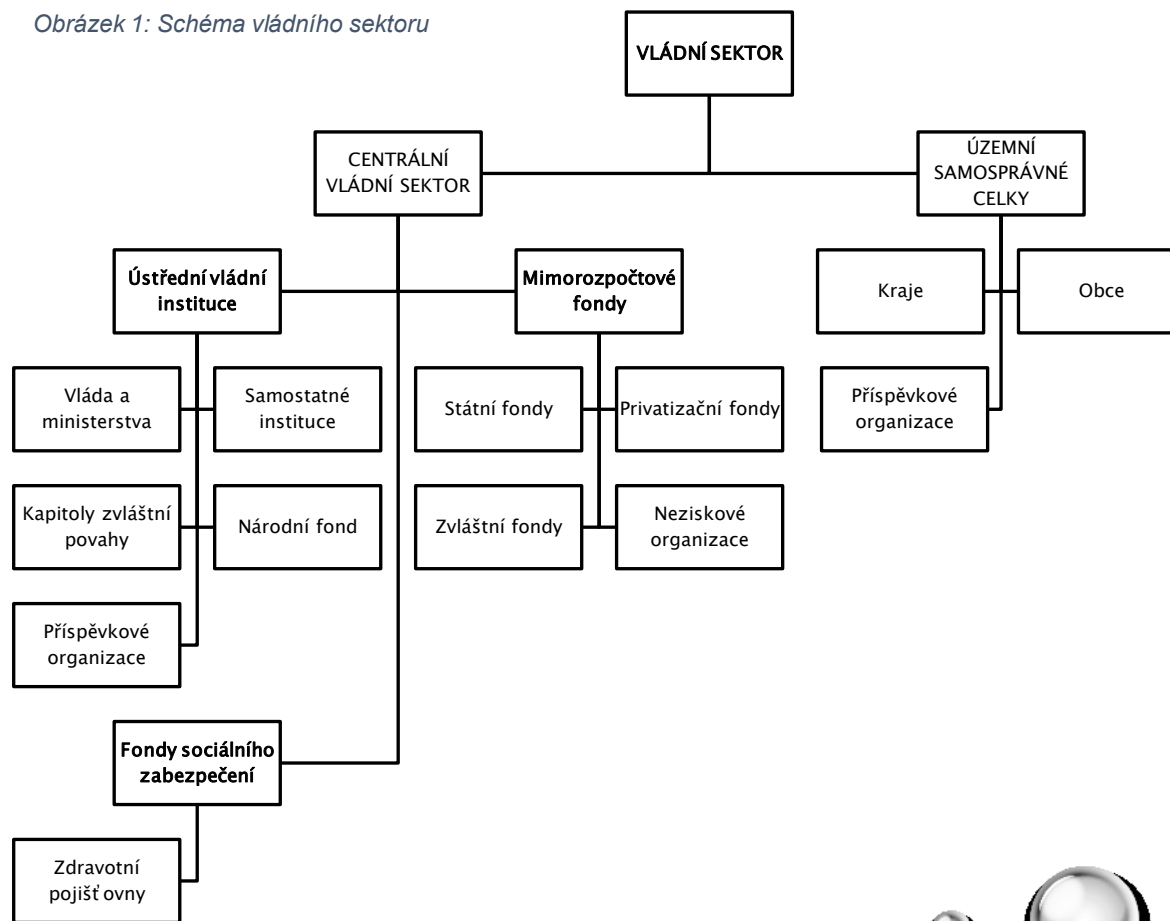 Obrázek 1: Schéma vládního sektoru
VLÁDNÍ SEKTOR
CENTRÁLNÍ
VLÁDNÍ SEKTOR
ÚZEMNÍ
SAMOSPRÁVNÉ
CELKY
Ústřední vládní
instituce
Mimorozpočtové
fondy
Kraje
Obce
Vláda a
ministerstva
Samostatné
instituce
Státní fondy
Privatizační fondy
Příspěvkové
organizace
Kapitoly zvláštní
povahy
Národní fond
Zvláštní fondy
Neziskové
organizace
Příspěvkové
organizace
Fondy sociálního
zabezpečení
Zdravotní
pojišťovny